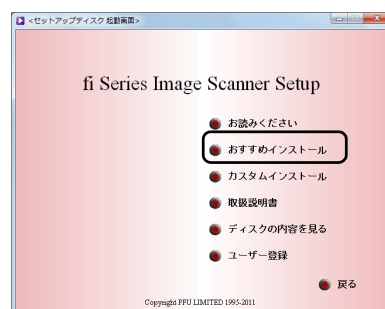 <セットアップディスク 起動画面>
fi Series Image Scanner Setup
お読みください
おすすめインストール
カスタムインストール
取扱説明書
ディスクの内容を見る
ユーザー登録
戻る
Copyright PFU LIMITED 1995-2011